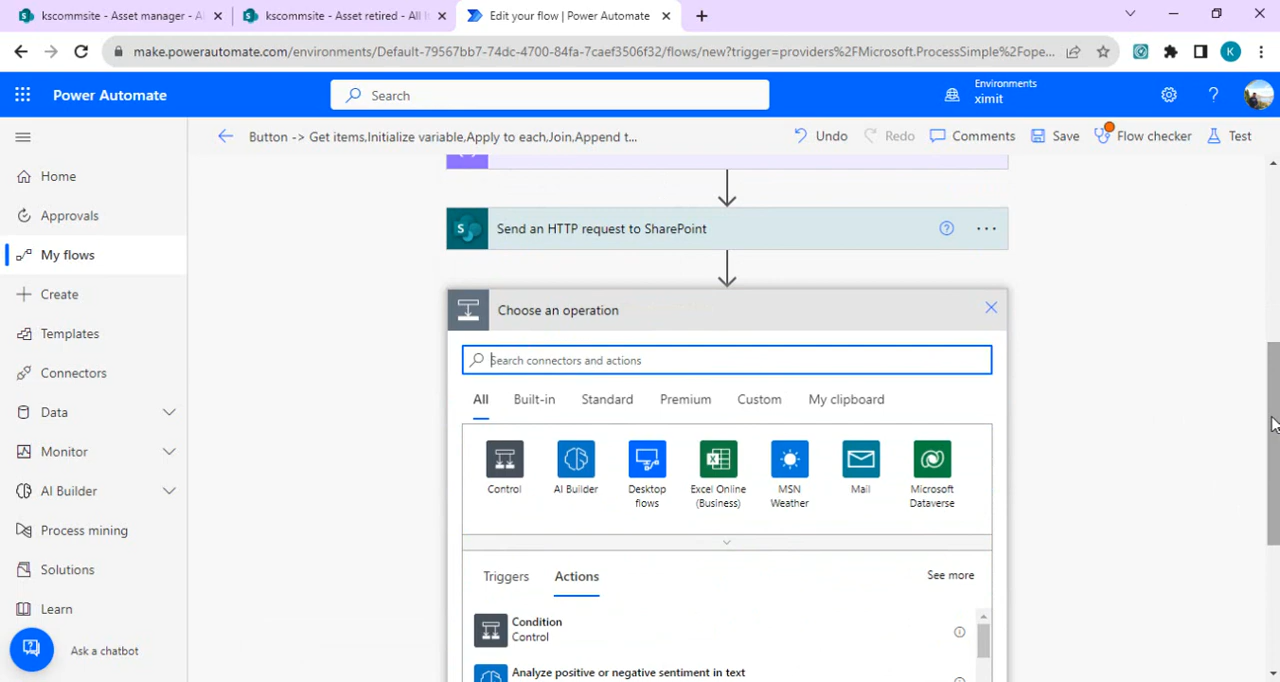 kscommsite - Asset manager - Al
kscommsite - Asset retired - All I
Edit your flow | Power Automate
make.powerautomate.com/environments/Default-79567bb7-74dc-4700-84fa-7caef3506f32/flows/new?trigger=providers%2FMicrosoft.ProcessSimple%2Fope...
K
Power Automate
Search
Environments
ximit
Button -> Get items,Initialize variable,Apply to each,Join,Append t...
Undo
Redo
Comments
Save
Flow checker
Test
Home
Approvals
My flows
Create
Templates
Connectors
Data
Monitor
AI Builder
Process mining
Solutions
Learn
Ask a chatbot
Send an HTTP request to SharePoint
Choose an operation
Search connectors and actions
All
Built-in
Standard
Premium
Custom
My clipboard
Control
AI Builder
Desktop
flows
Excel Online
(Business)
MSN
Weather
Mail
Microsoft
Dataverse
Triggers
Actions
See more
Condition
Control
Analyze positive or negative sentiment in text